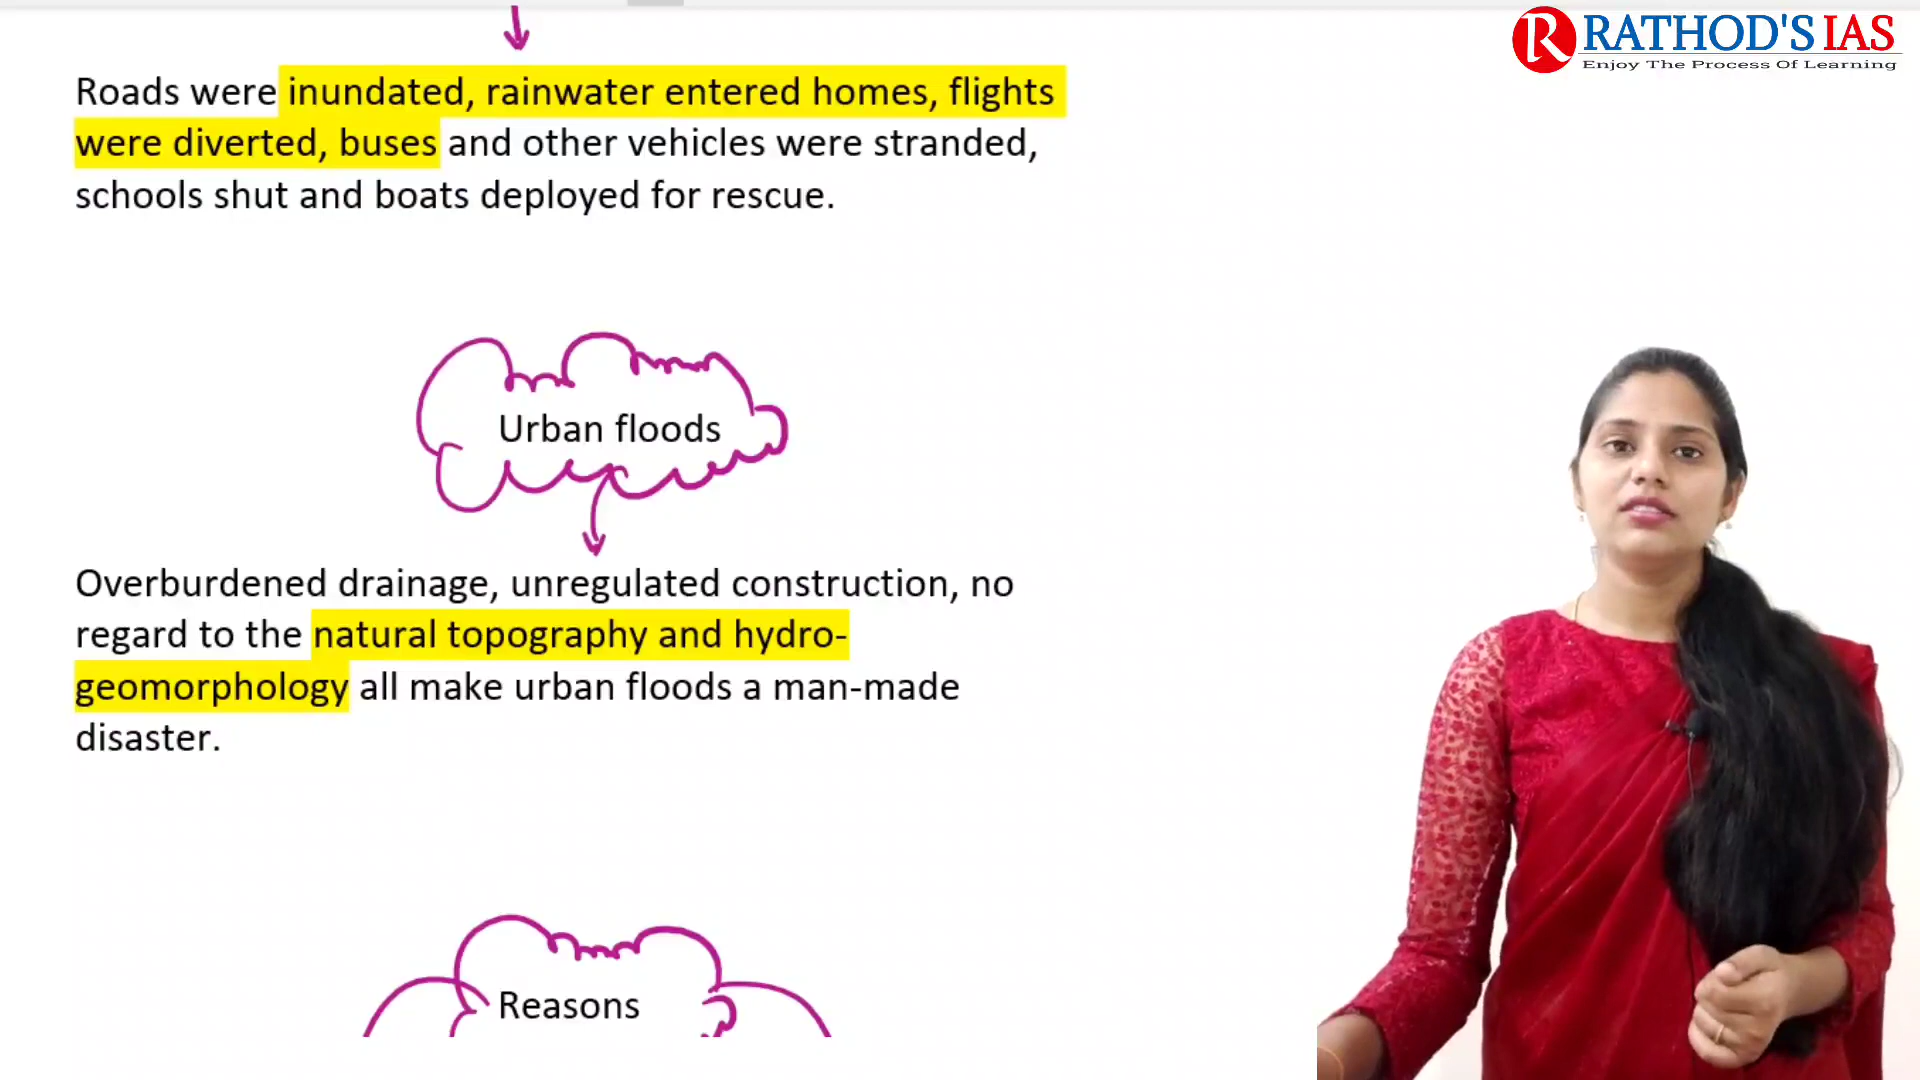 RATHOD'S IAS
Enjoy The Process Of Learning
Roads were inundated, rainwater entered homes, flights
were diverted, buses and other vehicles were stranded,
schools shut and boats deployed for rescue.
Urban floods
Overburdened drainage, unregulated construction, no
regard to the natural topography and hydro-
geomorphology all make urban floods a man-made
disaster.
Reasons